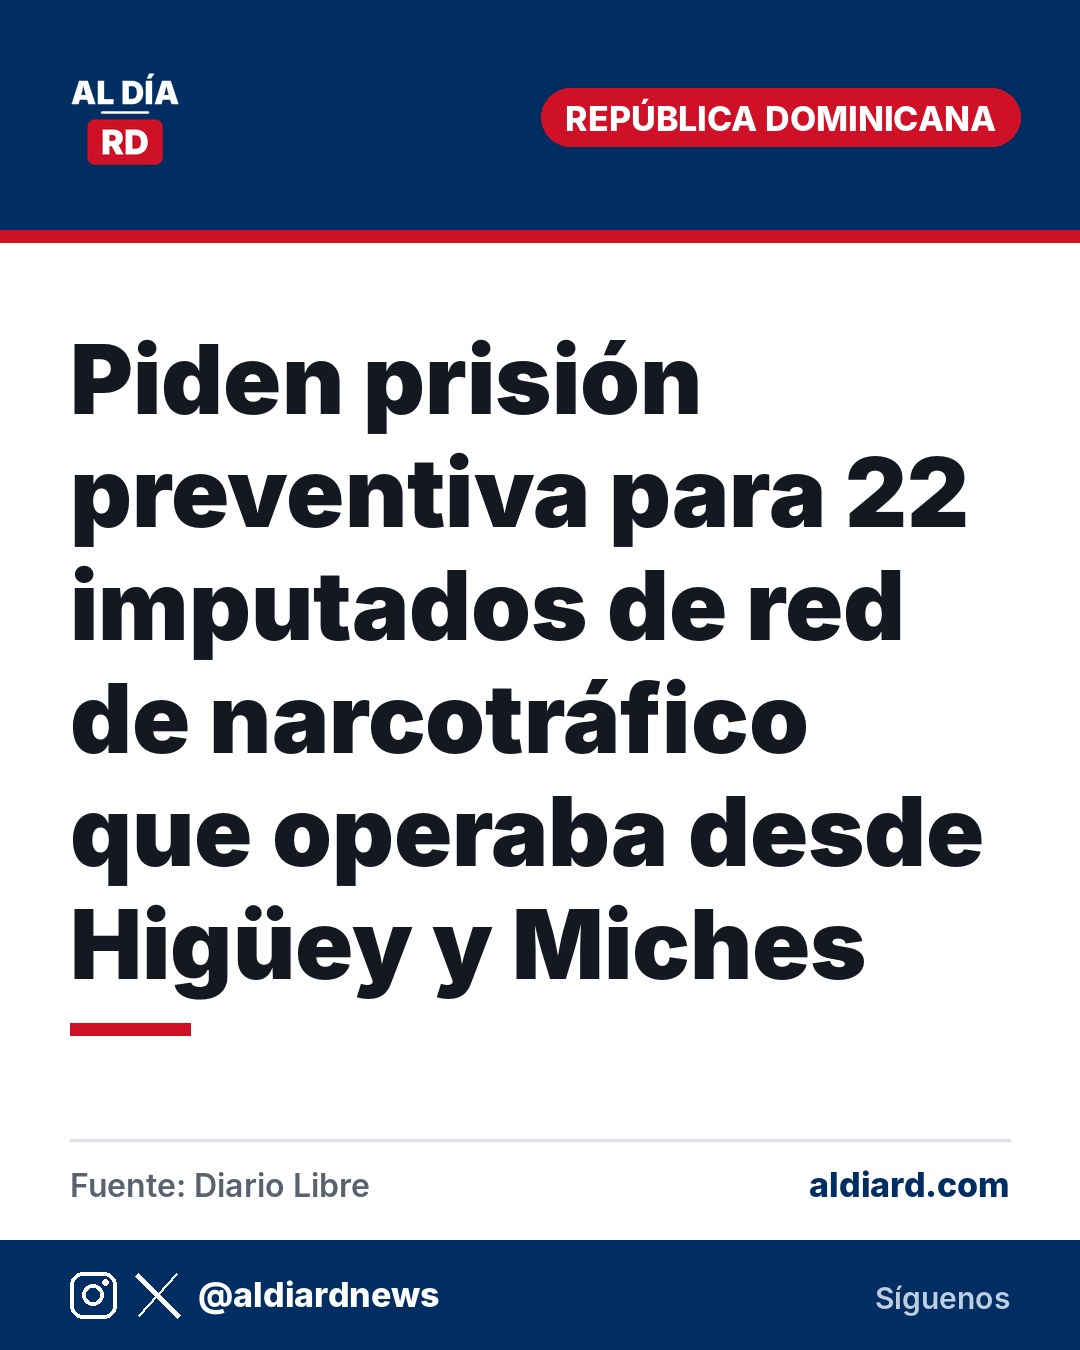 AL DÍA
RD
REPÚBLICA DOMINICANA
Piden prisión
preventiva para 22
imputados de red
de narcotráfico
que operaba desde
Higüey y Miches
Fuente: Diario Libre
aldiard.com
@aldiardnews
Síguenos